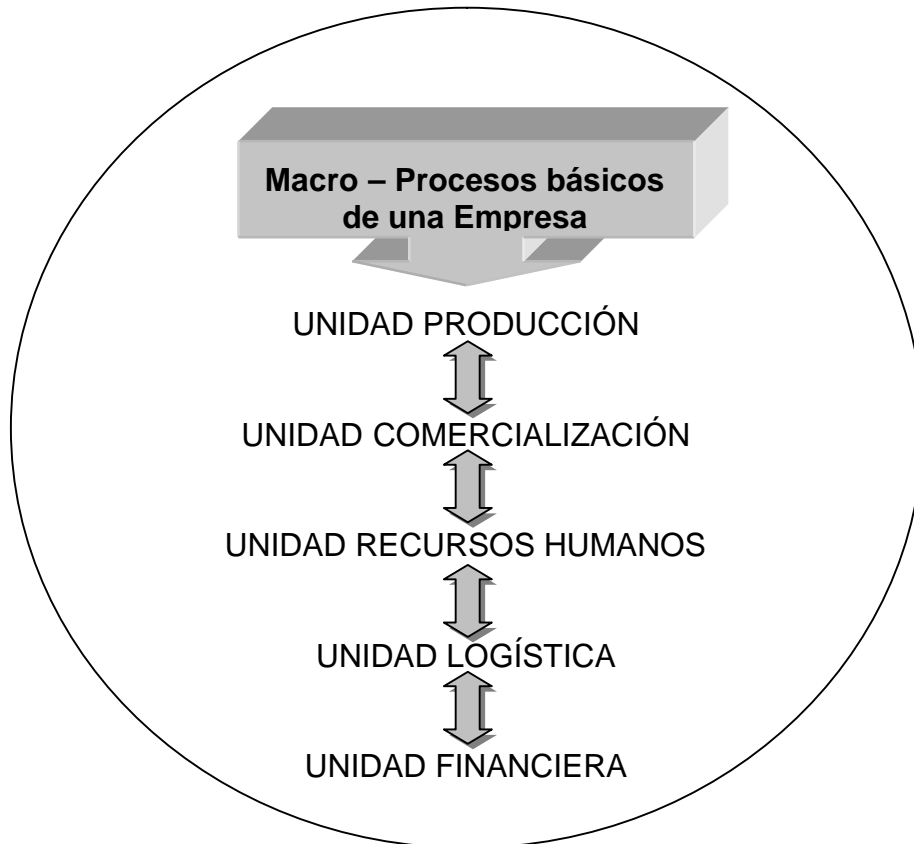 Macro – Procesos básicos
de una Empresa
UNIDAD PRODUCCIÓN
UNIDAD COMERCIALIZACIÓN
UNIDAD RECURSOS HUMANOS
UNIDAD LOGÍSTICA
UNIDAD FINANCIERA